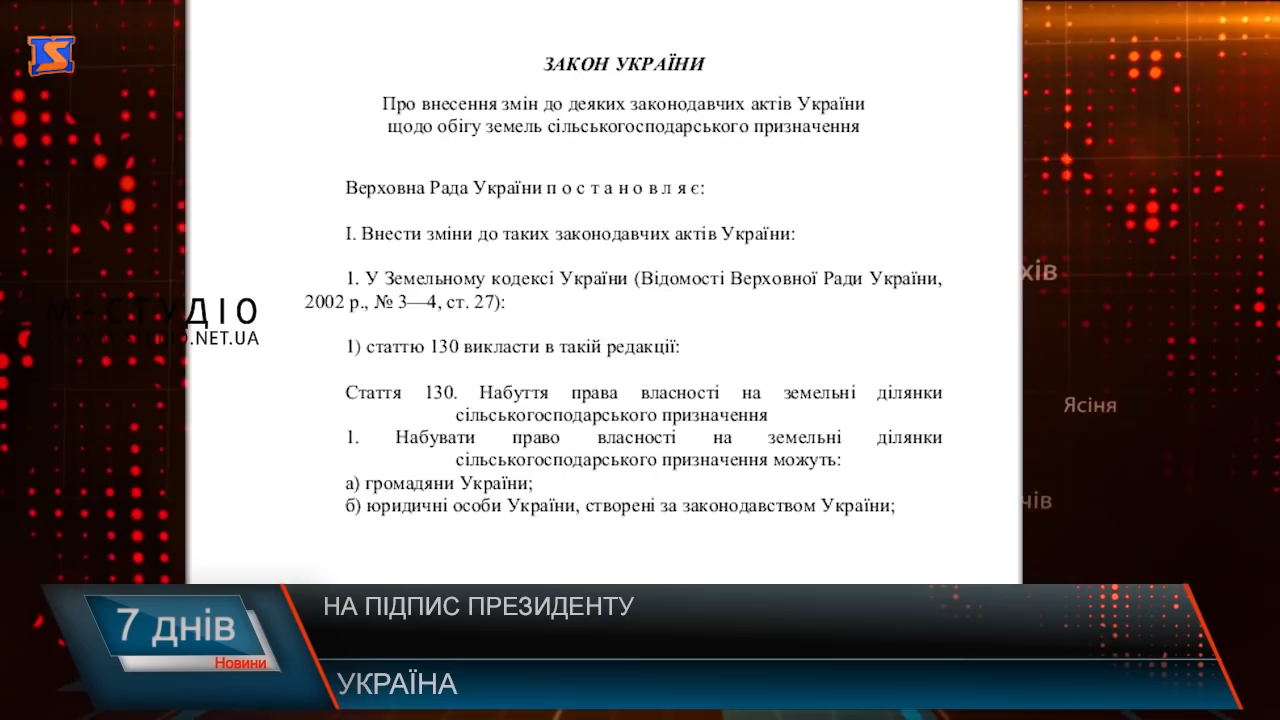 ЗАКОН УКРАЇНИ
Про внесення змін до деяких законодавчих актів України
щодо обігу земель сільськогосподарського призначення
Верховна Рада України п о с т а н о в л я є:
І. Внести зміни до таких законодавчих актів України:
1. У Земельному кодексі України (Відомості Верховної Ради України,
2002 р., № 3—4, ст. 27):
1) статтю 130 викласти в такій редакції:
Стаття 130. Набуття права власності на земельні ділянки
сільськогосподарського призначення
1. Набувати право власності на земельні ділянки
сільськогосподарського призначення можуть:
а) громадяни України;
б) юридичні особи України, створені за законодавством України;
М-СТУДІО
.NET.UA
хів
Ясіня
чів
7 днів
Новини
НА ПІДПИС ПРЕЗИДЕНТУ
УКРАЇНА